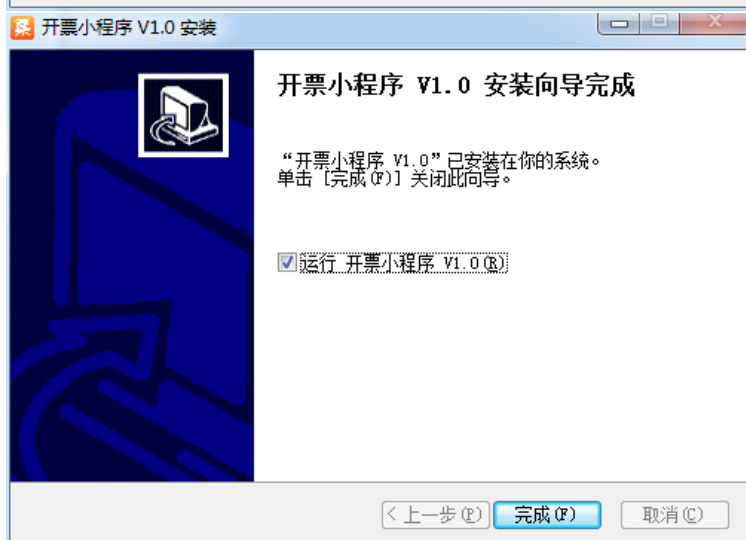 开票小程序 V1.0 安装
开票小程序 V1.0 安装向导完成
“开票小程序 V1.0”已安装在你的系统。
单击 [完成(F)] 关闭此向导。
运行 开票小程序 V1.0(R)
< 上一步(P) 完成(F) 取消(C)